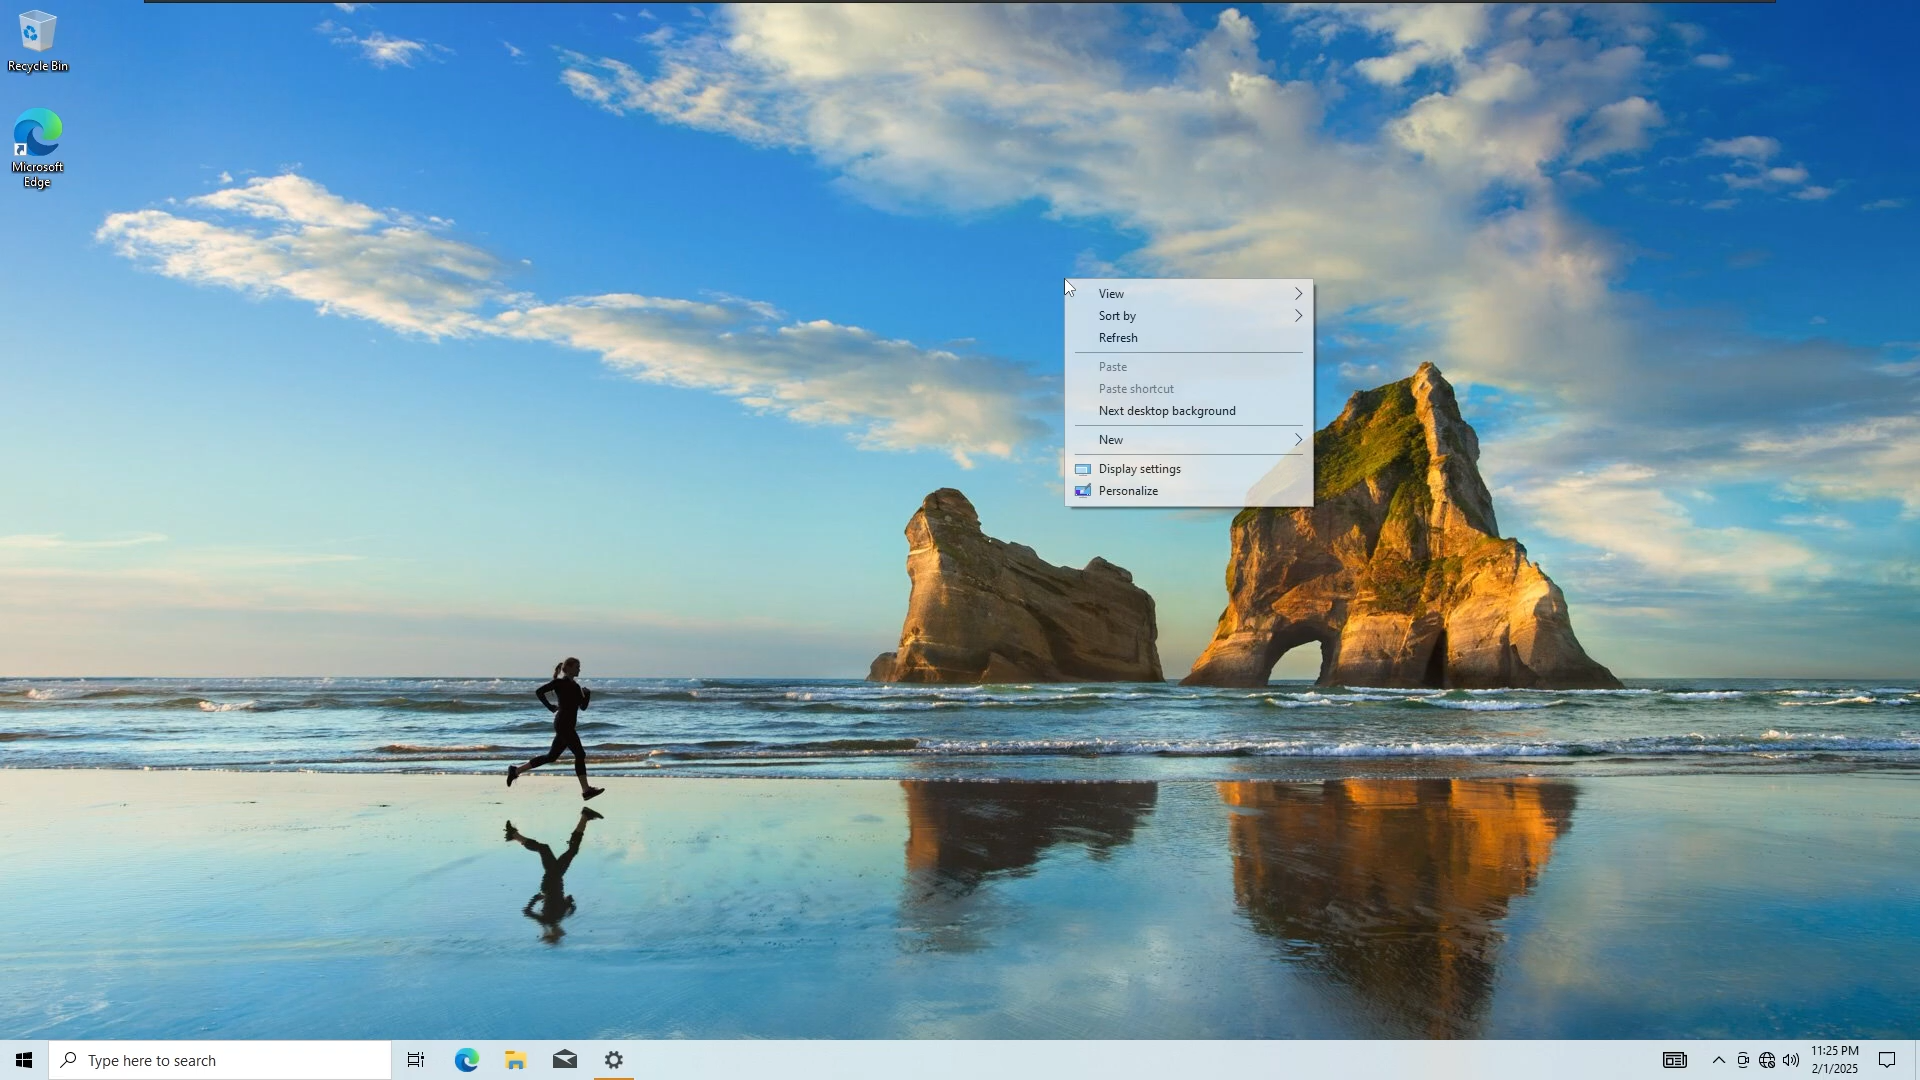 Recycle Bin
Microsoft
Edge
View
Sort by
Refresh
Paste
Paste shortcut
Next desktop background
New
Display settings
Personalize
Type here to search
11:25 PM
2/1/2025